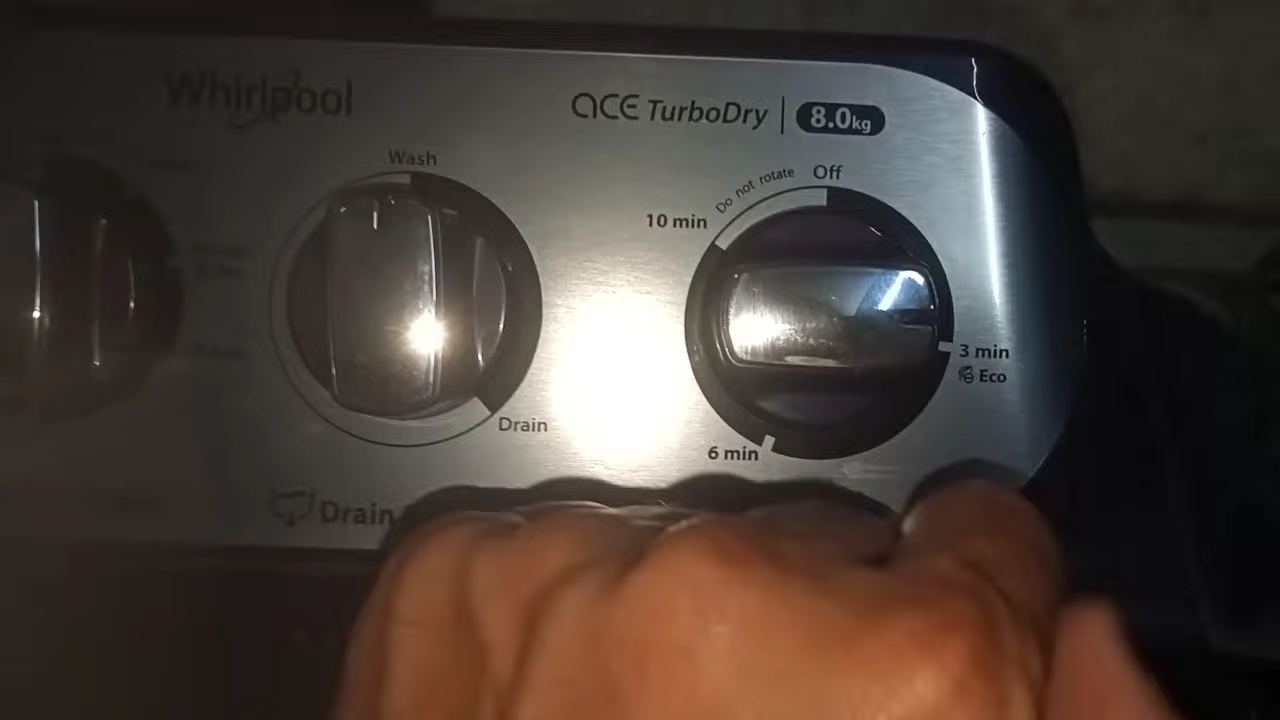 Whirlpool
ACE TurboDry | 8.0kg
Wash
Drain
Drain
Do not rotate
Off
10 min
3 min
Eco
6 min